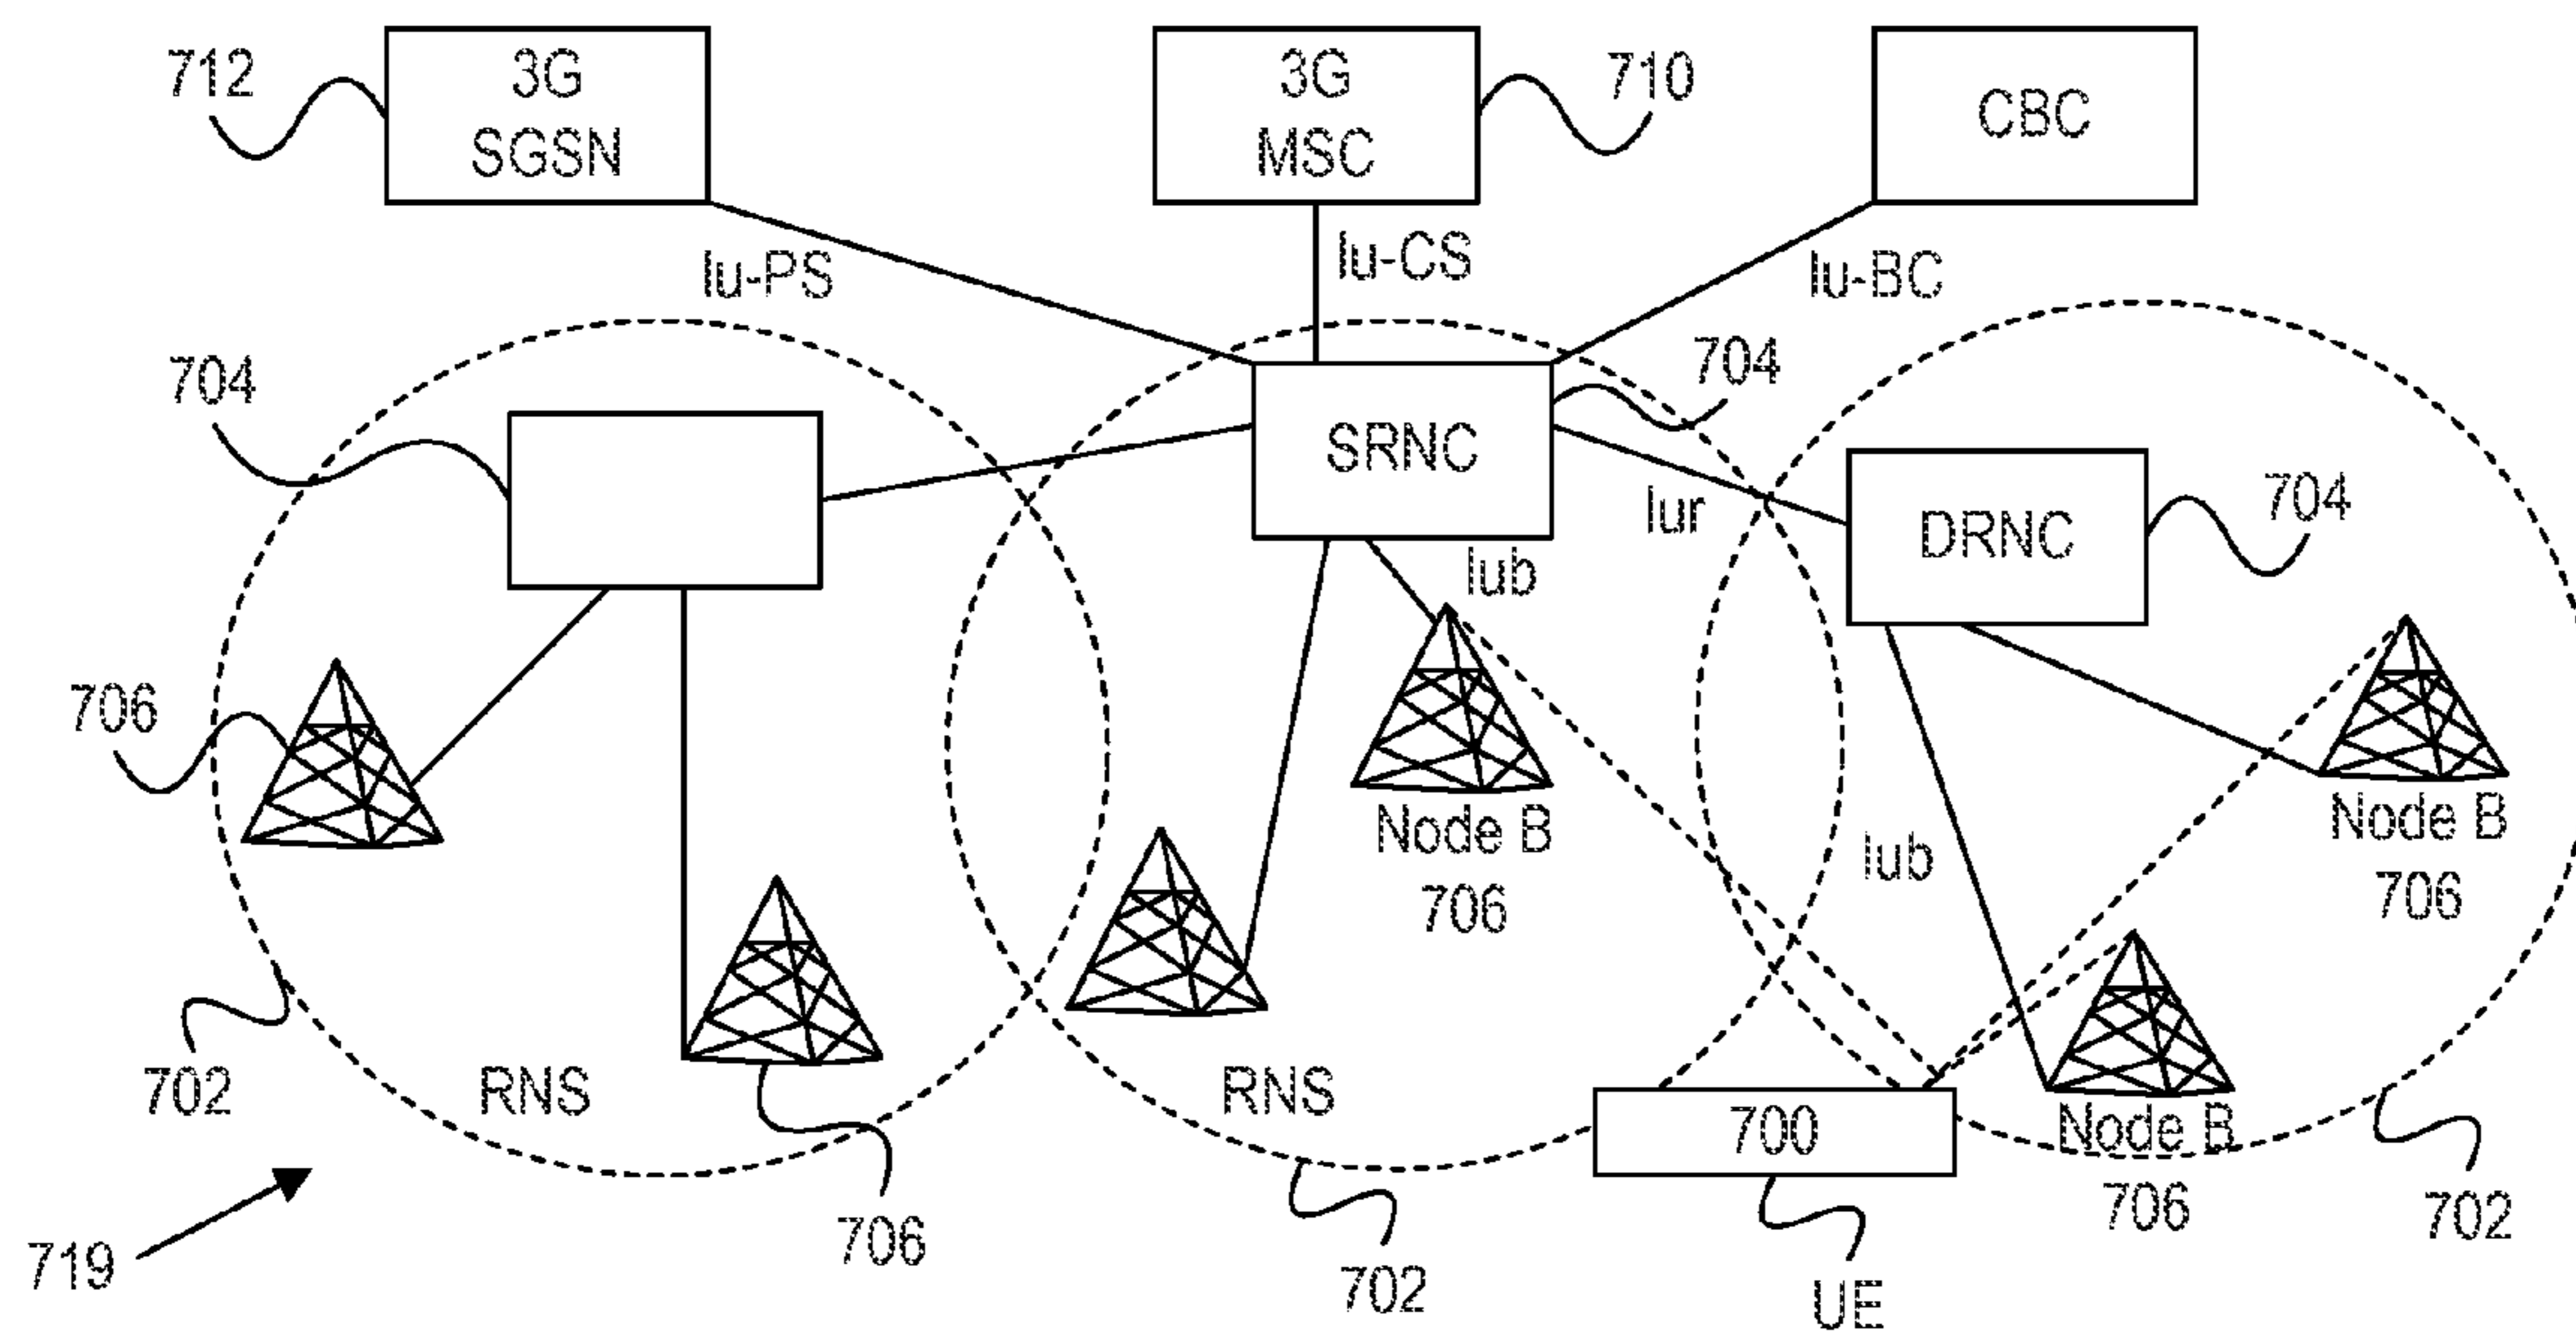 712
3G
SGSN
3G
MSC
710
CBC
Iu-PS
Iu-CS
Iu-BC
704
SRNC
704
Iur
DRNC
704
Iub
706
Node B
706
Iub
Node B
706
702
RNS
RNS
700
Node B
706
702
719
706
702
UE